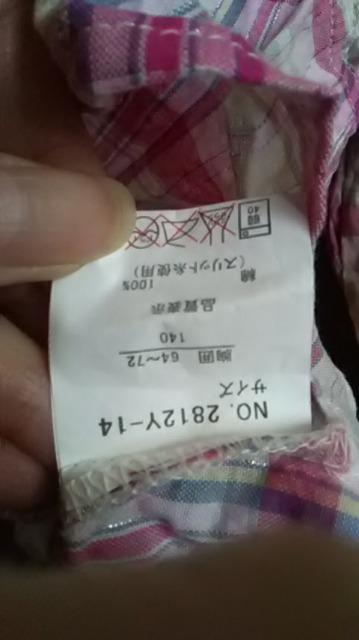 NO. 2812Y-14
サイズ
胸囲 64〜72
140
品質表示
綿 100%
(スリット糸使用)
40